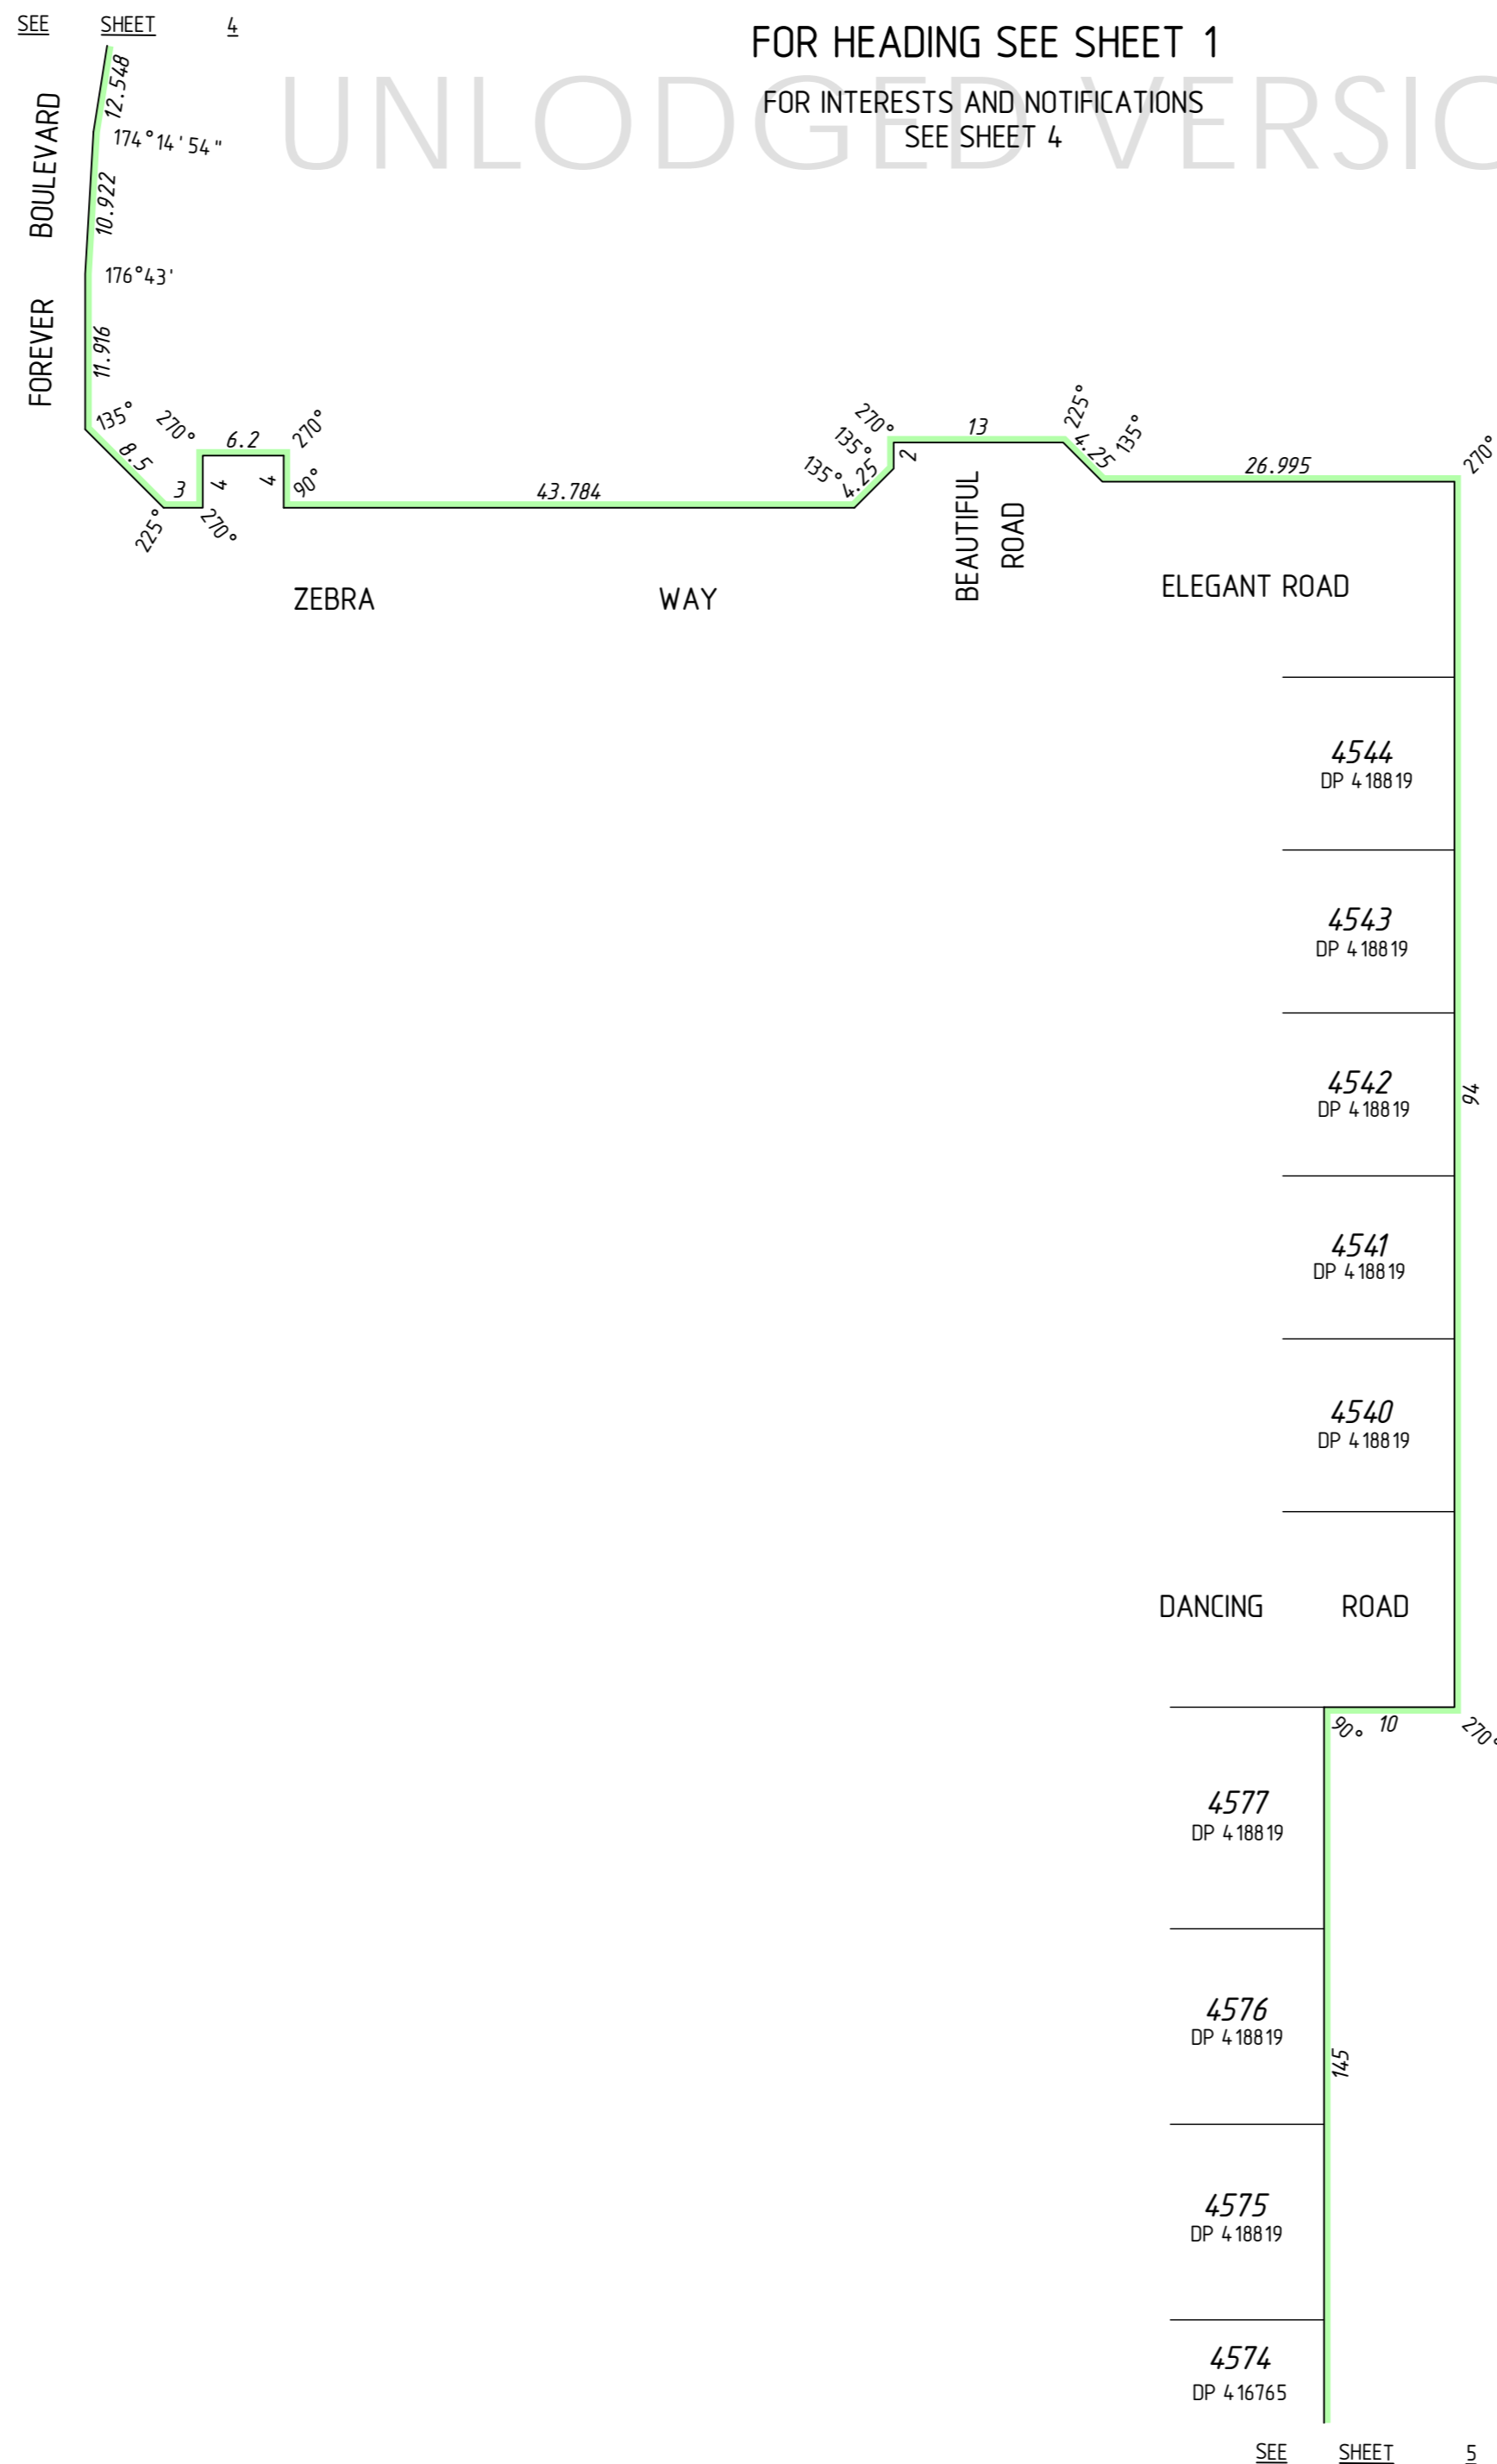 SEE SHEET 4
FOR HEADING SEE SHEET 1
UNLODGED VERSIO
FOR INTERESTS AND NOTIFICATIONS
SEE SHEET 4
12.548
174°14'54"
BOULEVARD
10.922
176°43'
FOREVER
11.916
135°
8.5
270°
6.2
270°
3
4
4
90°
225°
270°
43.784
270°
135°
135°
4.25
2
13
225°
4.25
135°
26.995
270°
BEAUTIFUL
ROAD
ELEGANT ROAD
ZEBRA WAY
4544
DP 418819
4543
DP 418819
4542
DP 418819
94
4541
DP 418819
4540
DP 418819
DANCING ROAD
90°
10
270°
4577
DP 418819
4576
DP 418819
145
4575
DP 418819
4574
DP 416765
SEE SHEET 5